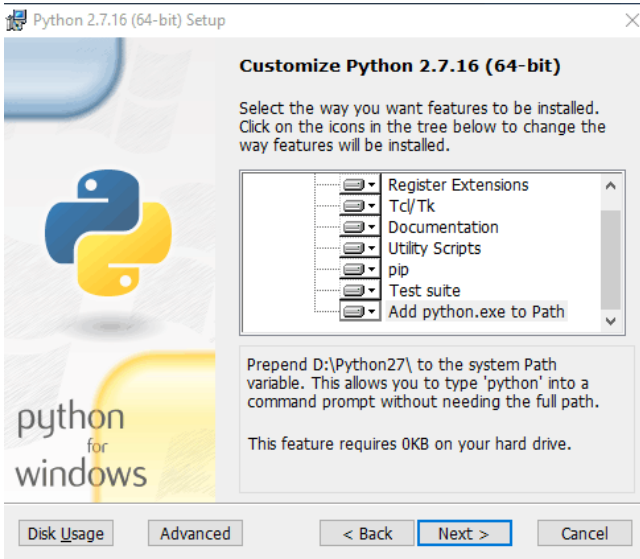 Python 2.7.16 (64-bit) Setup
Customize Python 2.7.16 (64-bit)
Select the way you want features to be installed.
Click on the icons in the tree below to change the
way features will be installed.
Register Extensions
Tcl/Tk
Documentation
Utility Scripts
pip
Test suite
Add python.exe to Path
Prepend D:\Python27\ to the system Path
variable. This allows you to type 'python' into a
command prompt without needing the full path.
This feature requires 0KB on your hard drive.
python
for
windows
Disk Usage
Advanced
< Back
Next >
Cancel